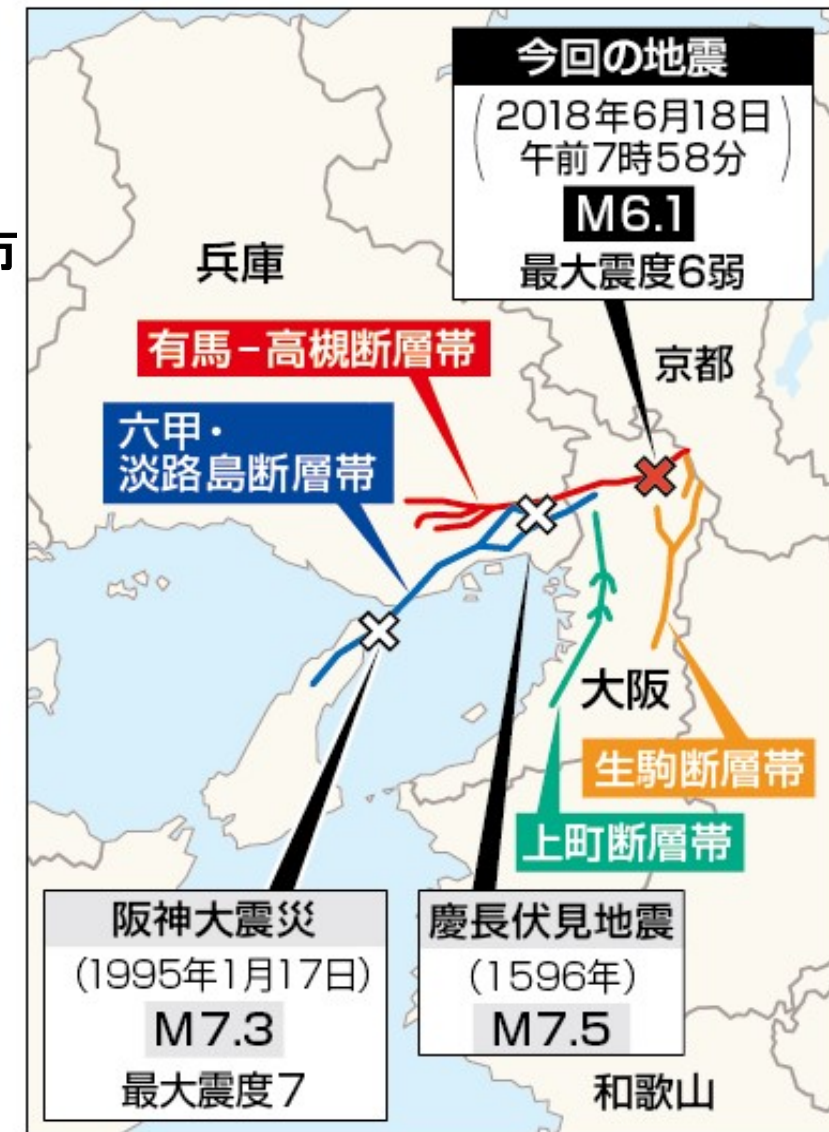 今回の地震
(2018年6月18日
午前7時58分)
M6.1
最大震度6弱
市
兵庫
京都
有馬-高槻断層帯
六甲・
淡路島断層帯
大阪
生駒断層帯
上町断層帯
阪神大震災
(1995年1月17日)
M7.3
最大震度7
慶長伏見地震
(1596年)
M7.5
和歌山